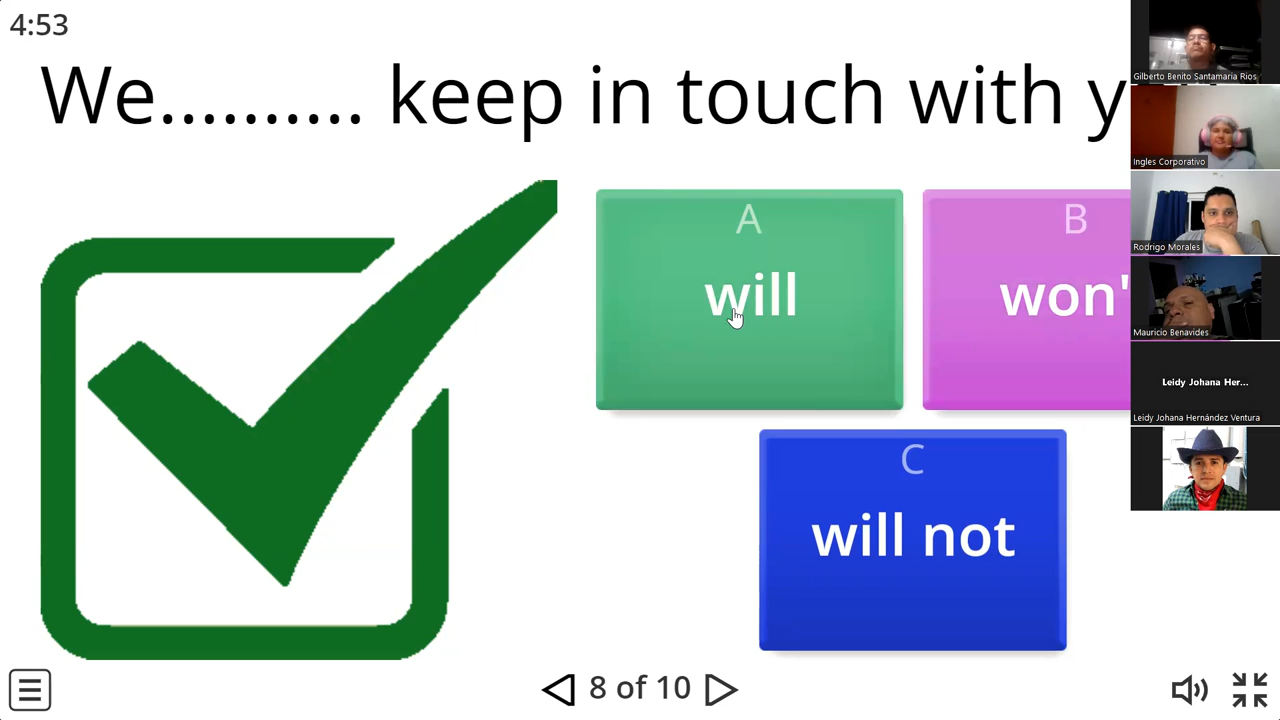 4:53
We.......... keep in touch with y
A
will
B
won'
C
will not
8 of 10
Gilberto Benito Santamaria Rios
Ingles Corporativo
Rodrigo Morales
Mauricio Benavides
Leidy Johana Her...
Leidy Johana Hernández Ventura